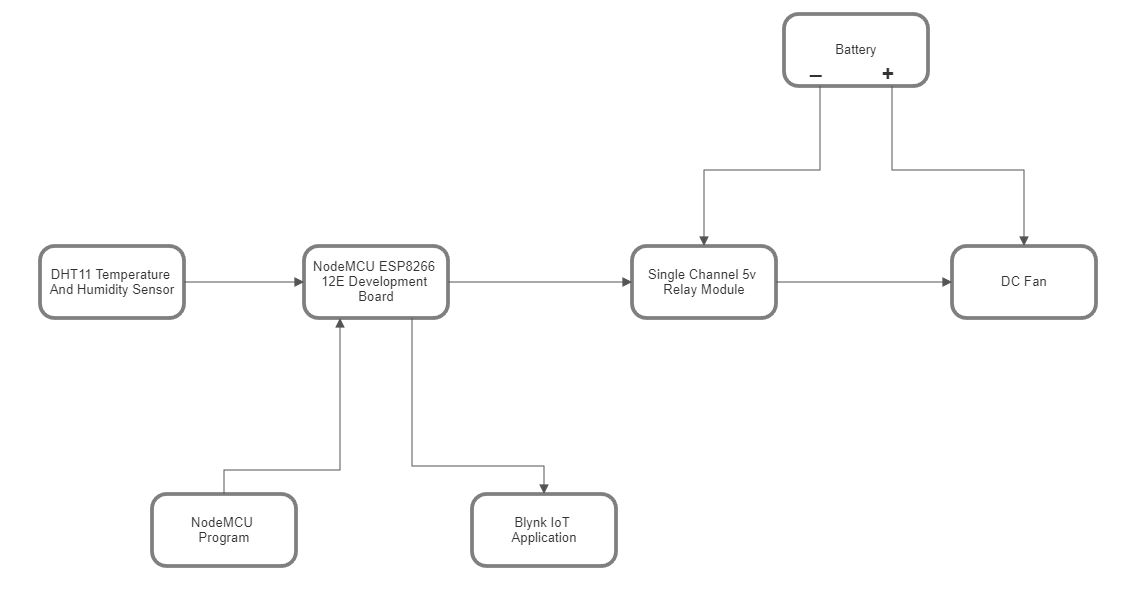 Battery
– +
DHT11 Temperature
And Humidity Sensor
NodeMCU ESP8266
12E Development
Board
Single Channel 5v
Relay Module
DC Fan
NodeMCU
Program
Blynk IoT
Application